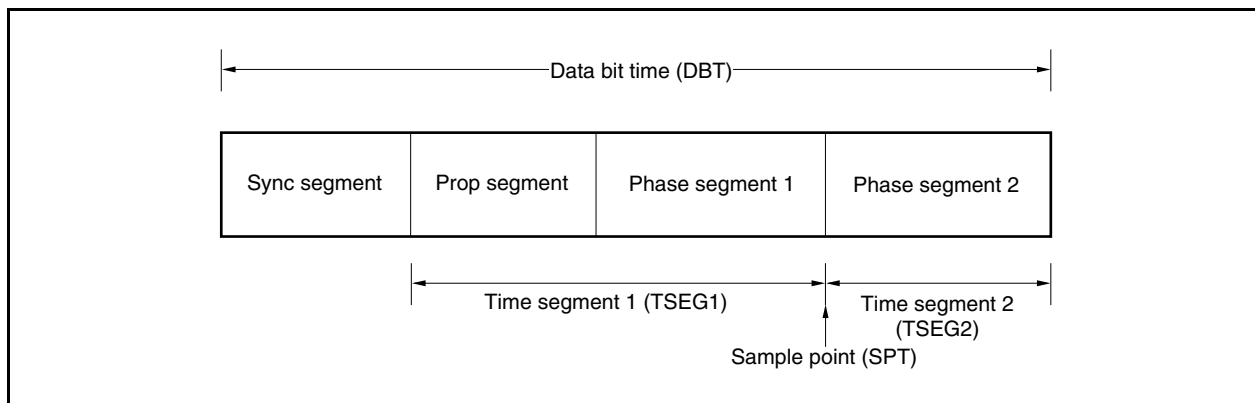 Data bit time (DBT)
Sync segment
Prop segment
Phase segment 1
Phase segment 2
Time segment 1 (TSEG1)
Time segment 2
(TSEG2)
Sample point (SPT)